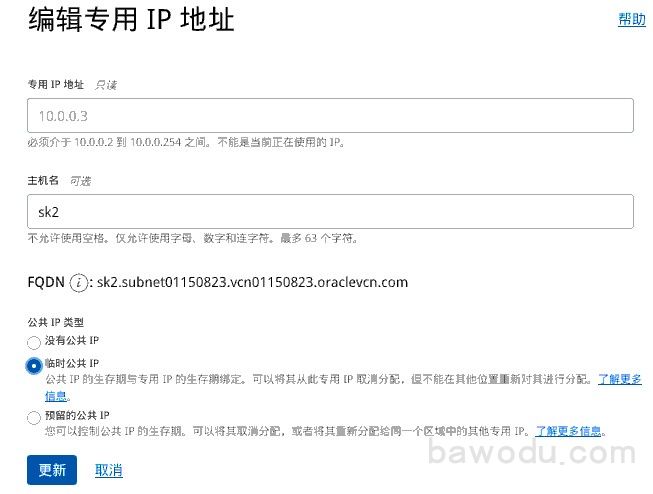 编辑专用 IP 地址
帮助
专用 IP 地址 只读
10.0.0.3
必须介于 10.0.0.2 到 10.0.0.254 之间。不能是当前正在使用的 IP。
主机名 可选
sk2
不允许使用空格。仅允许使用字母、数字和连字符。最多 63 个字符。
FQDN i: sk2.subnet01150823.vcn01150823.oraclevcn.com
公共 IP 类型
没有公共 IP
临时公共 IP
公共 IP 的生存期与专用 IP 的生存期绑定。可以将其从此专用 IP 取消分配，但不能在其他位置重新对其进行分配。了解更多
信息。
预留的公共 IP
您可以控制公共 IP 的生存期。可以将其取消分配，或者将其重新分配给同一个区域中的其他专用 IP。了解更多信息。
更新 取消
bawodu.com